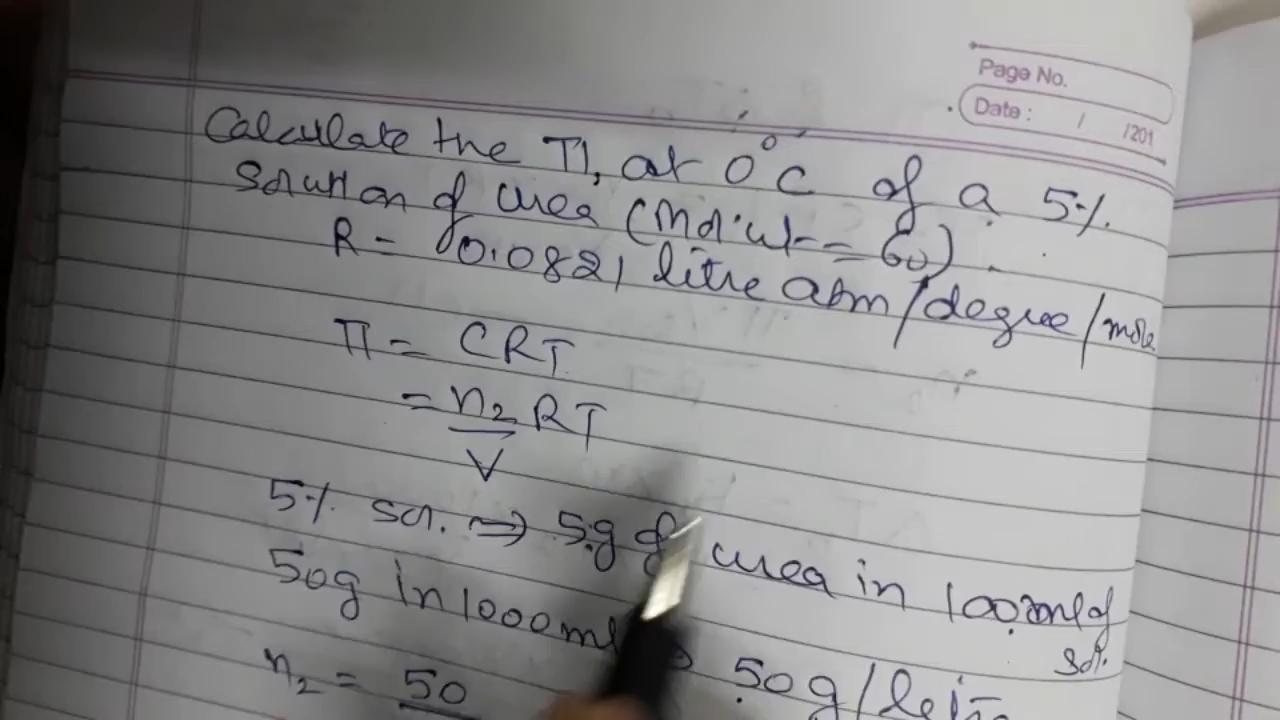 Page No.
Date : / /201
Calculate the π, at 0°C of a 5%.
Solution of urea (Mol. wt = 60).
R = 0.0821 litre atm/degree/mole
π = CRT
= n₂ RT
V
5% sol. ⇒ 5g of urea in 100ml of
sol.
50g in 1000ml 50g/litre
n₂ = 50